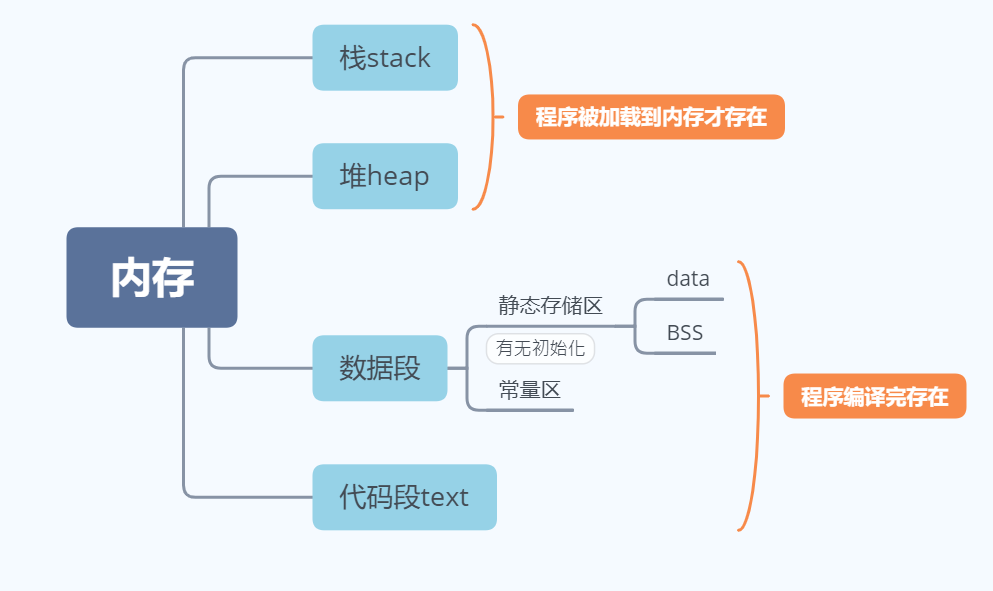 栈stack
程序被加载到内存才存在
堆heap
内存
data
静态存储区
BSS
有无初始化
数据段
常量区
程序编译完存在
代码段text